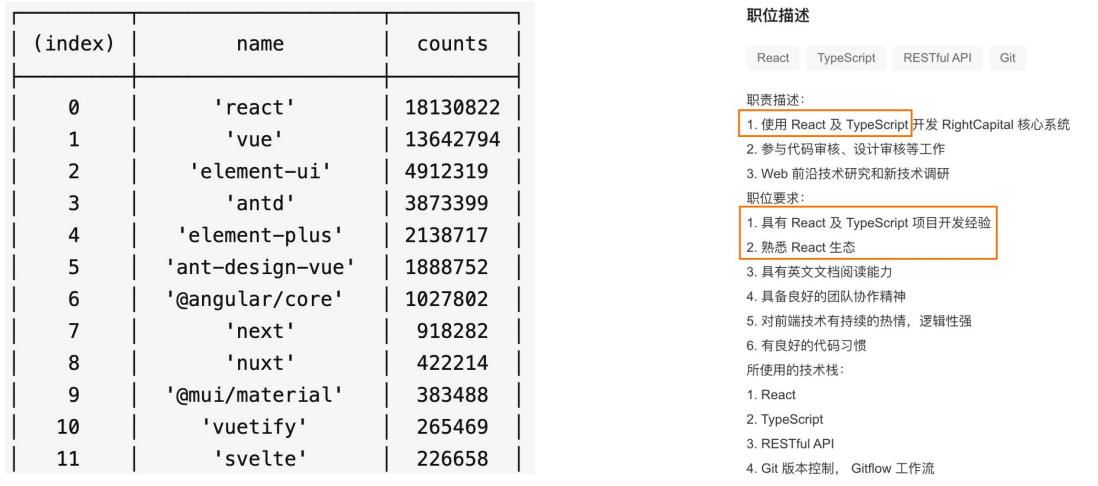 (index) name counts
0 'react' 18130822
1 'vue' 13642794
2 'element-ui' 4912319
3 'antd' 3873399
4 'element-plus' 2138717
5 'ant-design-vue' 1888752
6 '@angular/core' 1027802
7 'next' 918282
8 'nuxt' 422214
9 '@mui/material' 383488
10 'vuetify' 265469
11 'svelte' 226658
职位描述
React TypeScript RESTful API Git
职责描述：
1. 使用 React 及 TypeScript 开发 RightCapital 核心系统
2. 参与代码审核、设计审核等工作
3. Web 前沿技术研究和新技术调研
职位要求：
1. 具有 React 及 TypeScript 项目开发经验
2. 熟悉 React 生态
3. 具有英文文档阅读能力
4. 具备良好的团队协作精神
5. 对前端技术有持续的热情，逻辑性强
6. 有良好的代码习惯
所使用的技术栈：
1. React
2. TypeScript
3. RESTful API
4. Git 版本控制， Gitflow 工作流